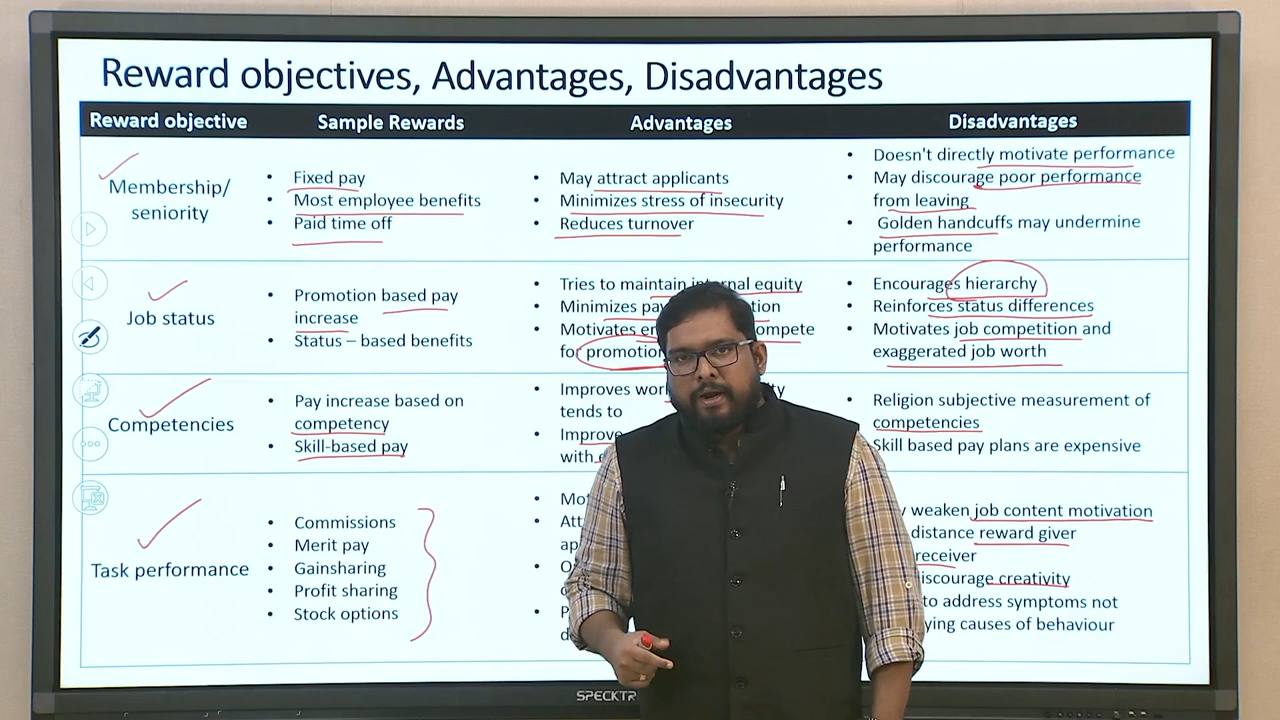 Reward objectives, Advantages, Disadvantages
Reward objective
Sample Rewards
Advantages
Disadvantages
Membership/
seniority
• Fixed pay
• Most employee benefits
• Paid time off
• May attract applicants
• Minimizes stress of insecurity
• Reduces turnover
• Doesn't directly motivate performance
• May discourage poor performance
from leaving
• Golden handcuffs may undermine
performance
Job status
• Promotion based pay
increase
• Status – based benefits
• Tries to maintain internal equity
• Minimizes pay
• Motivates compete
for promotion
• Encourages hierarchy
• Reinforces status differences
• Motivates job competition and
exaggerated job worth
Competencies
• Pay increase based on
competency
• Skill-based pay
• Improves
tends to
• Improve
with
• Religion subjective measurement of
competencies
Skill based pay plans are expensive
Task performance
• Commissions
• Merit pay
• Gainsharing
• Profit sharing
• Stock options
weaken job content motivation
distance reward giver
receiver
discourage creativity
to address symptoms not
causes of behaviour
SPECKTR